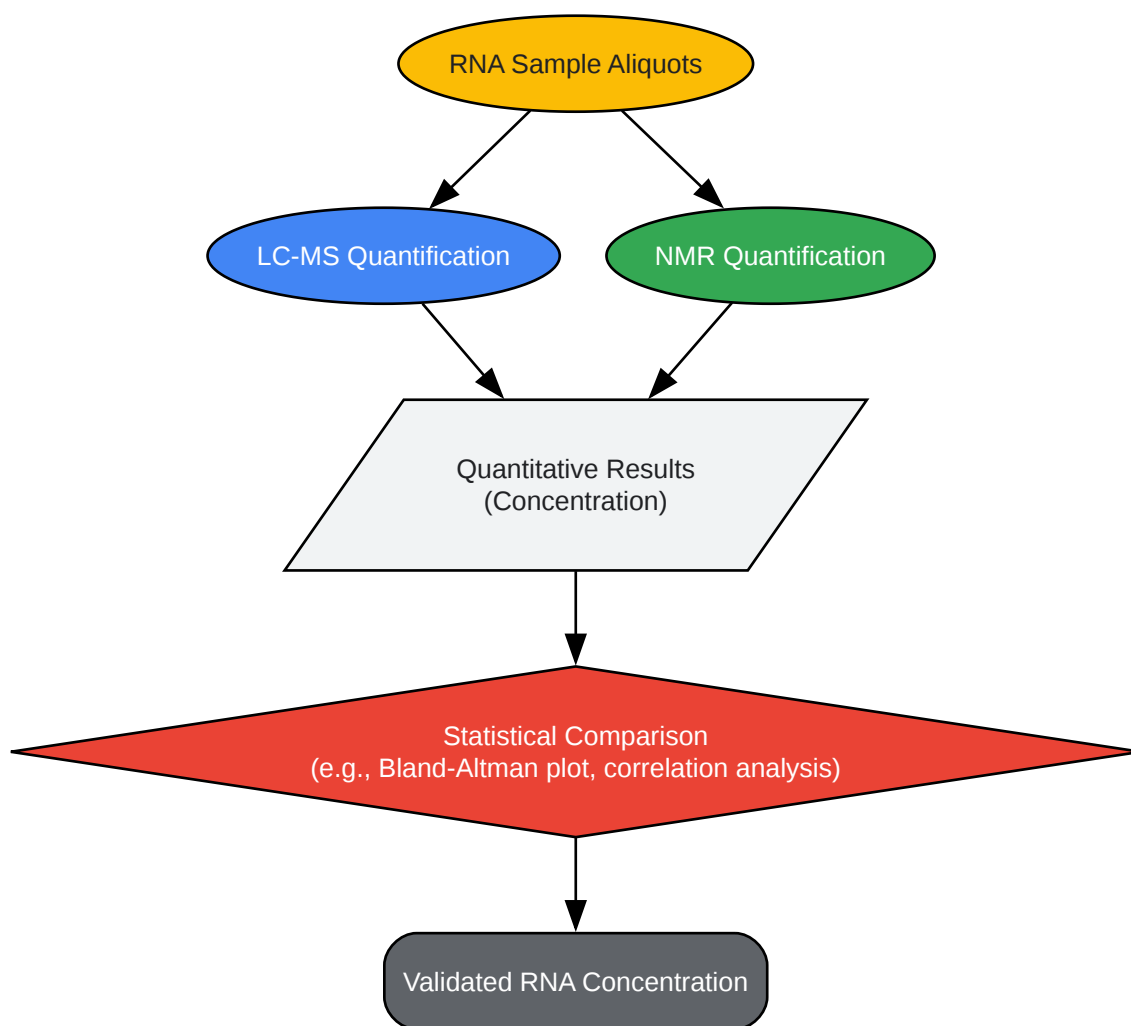 RNA Sample Aliquots
LC-MS Quantification
NMR Quantification
Quantitative Results
(Concentration)
Statistical Comparison
(e.g., Bland-Altman plot, correlation analysis)
Validated RNA Concentration